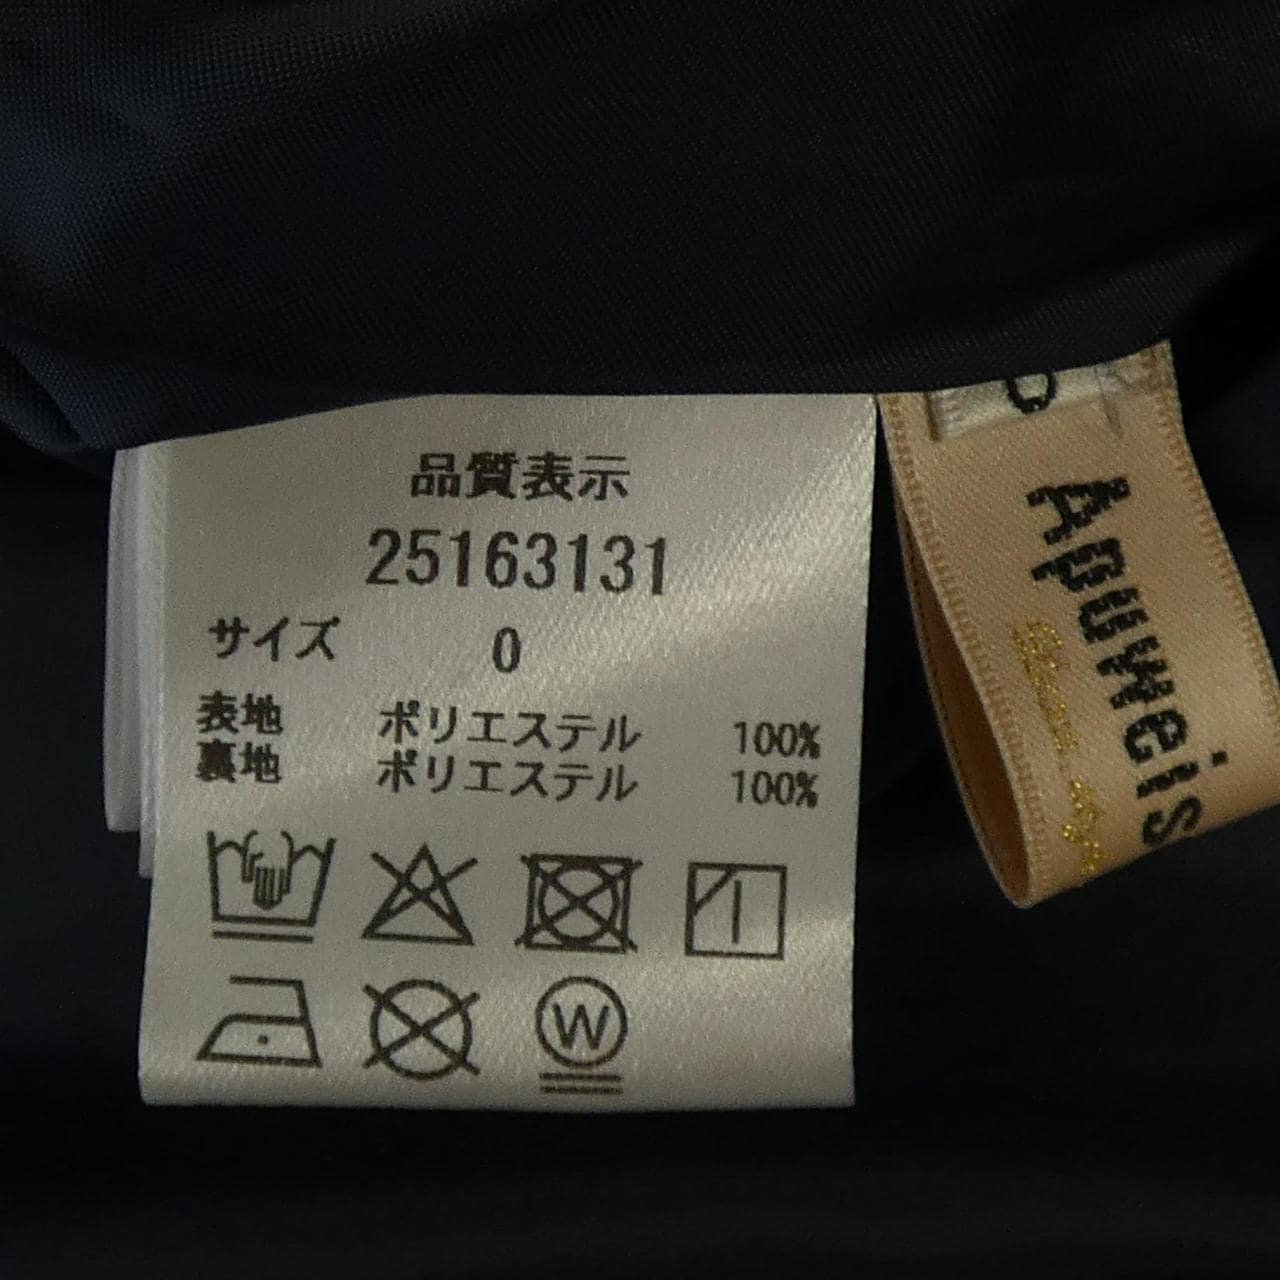 品質表示
25163131
サイズ 0
表地 ポリエステル 100%
裏地 ポリエステル 100%
W
0
Apuweis